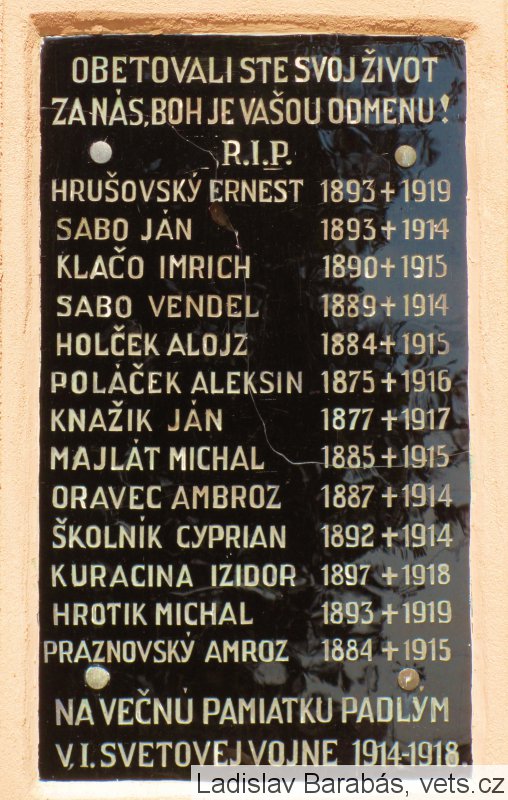 OBETOVALI STE SVOJ ŽIVOT
ZA NÁS, BOH JE VAŠOU ODMENU!
R.I.P.
HRUŠOVSKÝ ERNEST 1893 + 1919
SABO JÁN 1893 + 1914
KLAČO IMRICH 1890 + 1915
SABO VENDEL 1889 + 1914
HOLČEK ALOJZ 1884 + 1915
POLÁČEK ALEKSIN 1875 + 1916
KNAŽIK JÁN 1877 + 1917
MAJLÁT MICHAL 1885 + 1915
ORAVEC AMBROZ 1887 + 1914
ŠKOLNÍK CYPRIAN 1892 + 1914
KURACINA IZIDOR 1897 + 1918
HROTIK MICHAL 1893 + 1919
PRAZNOVSKÝ AMROZ 1884 + 1915
NA VEČNÚ PAMIATKU PADLÝM
V I. SVETOVEJ VOJNE 1914-1918.
Ladislav Barabás, vets.cz